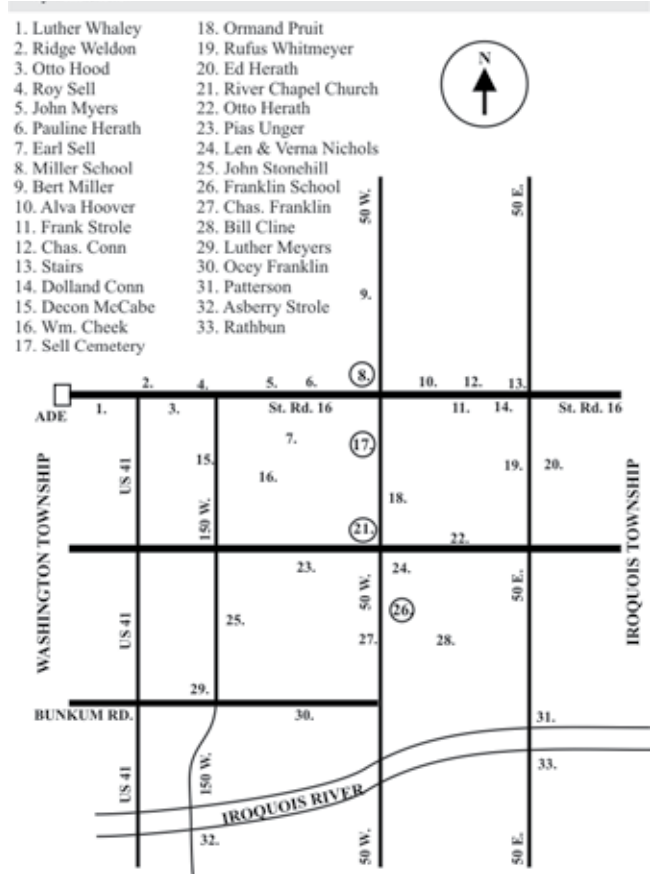 1. Luther Whaley
2. Ridge Weldon
3. Otto Hood
4. Roy Sell
5. John Myers
6. Pauline Herath
7. Earl Sell
8. Miller School
9. Bert Miller
10. Alva Hoover
11. Frank Strole
12. Chas. Conn
13. Stairs
14. Dolland Conn
15. Decon McCabe
16. Wm. Cheek
17. Sell Cemetery
18. Ormand Pruit
19. Rufus Whitmeyer
20. Ed Herath
21. River Chapel Church
22. Otto Herath
23. Pias Unger
24. Len & Verna Nichols
25. John Stonehill
26. Franklin School
27. Chas. Franklin
28. Bill Cline
29. Luther Meyers
30. Ocey Franklin
31. Patterson
32. Asberry Strole
33. Rathbun
N
50 W.
50 E.
9.
2.
4.
5.
6.
8.
10.
12.
13.
ADE
1.
3.
St. Rd. 16
11.
14.
St. Rd. 16
7.
17.
15.
16.
19.
20.
US 41
150 W.
18.
WASHINGTON TOWNSHIP
IROQUOIS TOWNSHIP
21.
22.
23.
24.
50 W.
50 E.
26.
25.
US 41
27.
28.
29.
BUNKUM RD.
30.
31.
33.
US 41
150 W.
IROQUOIS RIVER
32.
50 W.
50 E.